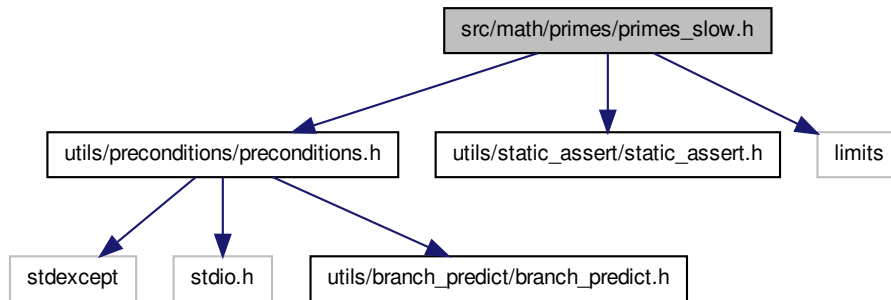 src/math/primes/primes_slow.h
utils/preconditions/preconditions.h
utils/static_assert/static_assert.h
limits
stdexcept
stdio.h
utils/branch_predict/branch_predict.h